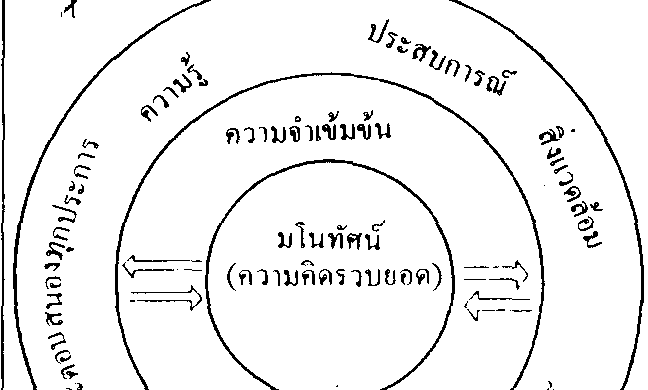 ประสบการณ์
ความรู้
สิ่งแวดล้อม
ความจำเข้มข้น
ตอบสนองทุกประการ
มโนทัศน์
(ความคิดรวบยอด)